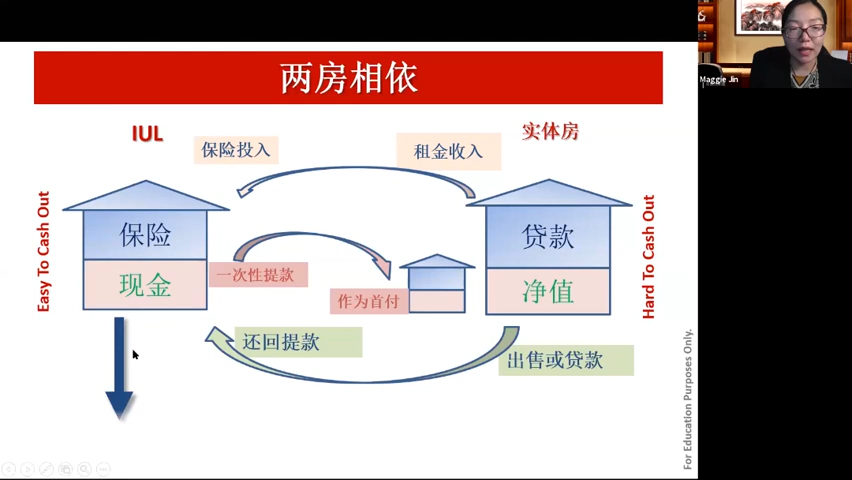 两房相依
IUL
实体房
保险投入
租金收入
Easy To Cash Out
保险
现金
一次性提款
作为首付
贷款
净值
Hard To Cash Out
还回提款
出售或贷款
For Education Purposes Only.
Maggie Jin